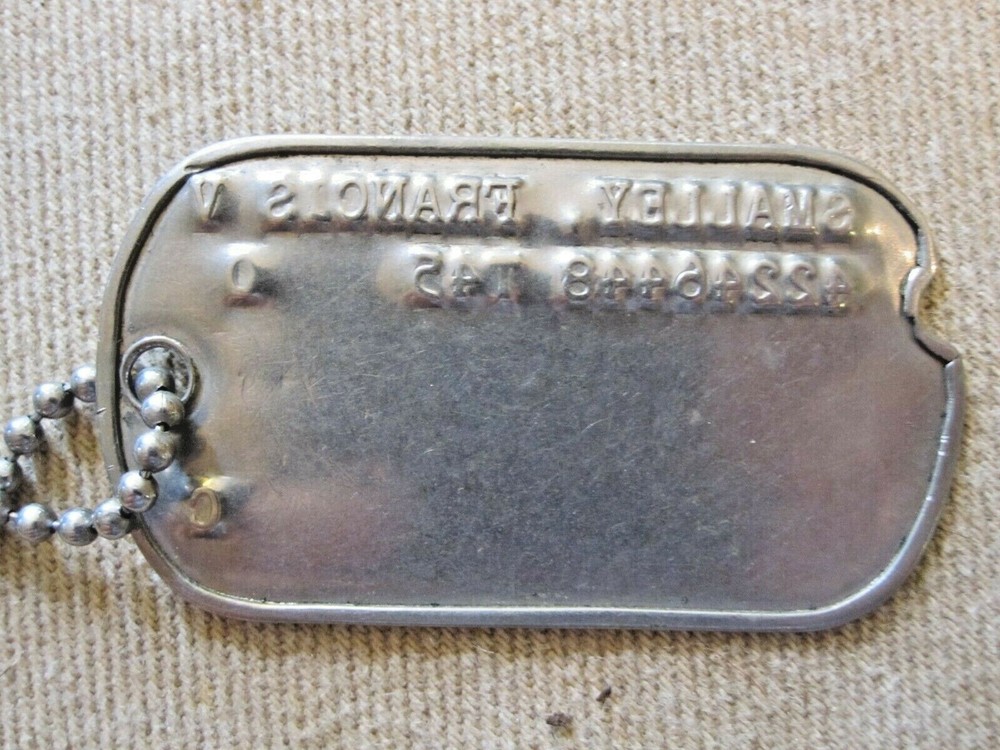 SMALLEY, FRANCIS V
42246448 T45 O
C